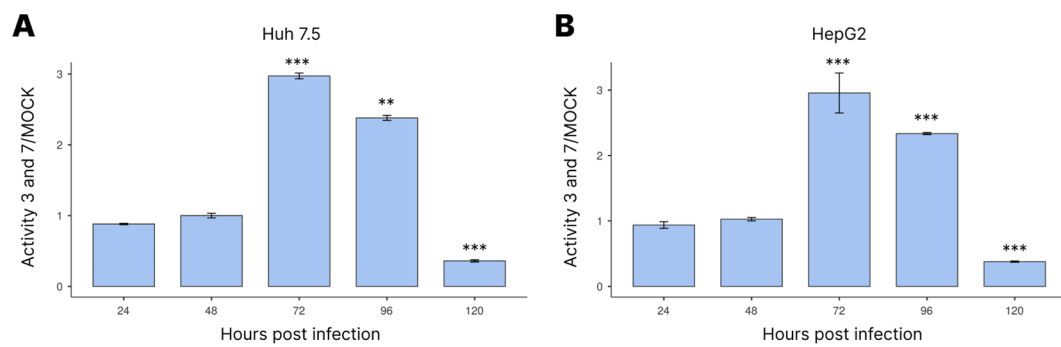 A
Huh 7.5
Activity 3 and 7/MOCK
3
2
1
0
***
**
***
24 48 72 96 120
Hours post infection
B
HepG2
Activity 3 and 7/MOCK
3
2
1
0
***
***
***
24 48 72 96 120
Hours post infection